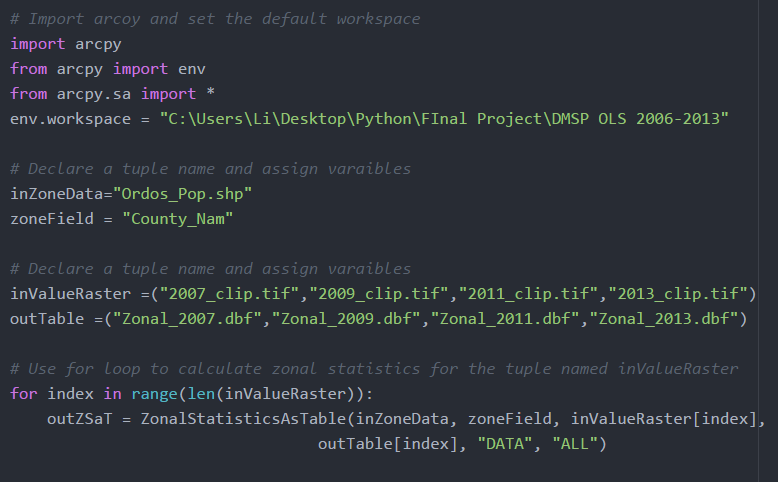 # Import arcoy and set the default workspace
import arcpy
from arcpy import env
from arcpy.sa import *
env.workspace = "C:\Users\Li\Desktop\Python\FInal Project\DMSP OLS 2006-2013"
# Declare a tuple name and assign varaibles
inZoneData="Ordos_Pop.shp"
zoneField = "County_Nam"
# Declare a tuple name and assign varaibles
inValueRaster =("2007_clip.tif","2009_clip.tif","2011_clip.tif","2013_clip.tif")
outTable =("Zonal_2007.dbf","Zonal_2009.dbf","Zonal_2011.dbf","Zonal_2013.dbf")
# Use for loop to calculate zonal statistics for the tuple named inValueRaster
for index in range(len(inValueRaster)):
    outZSaT = ZonalStatisticsAsTable(inZoneData, zoneField, inValueRaster[index],
                                 outTable[index], "DATA", "ALL")